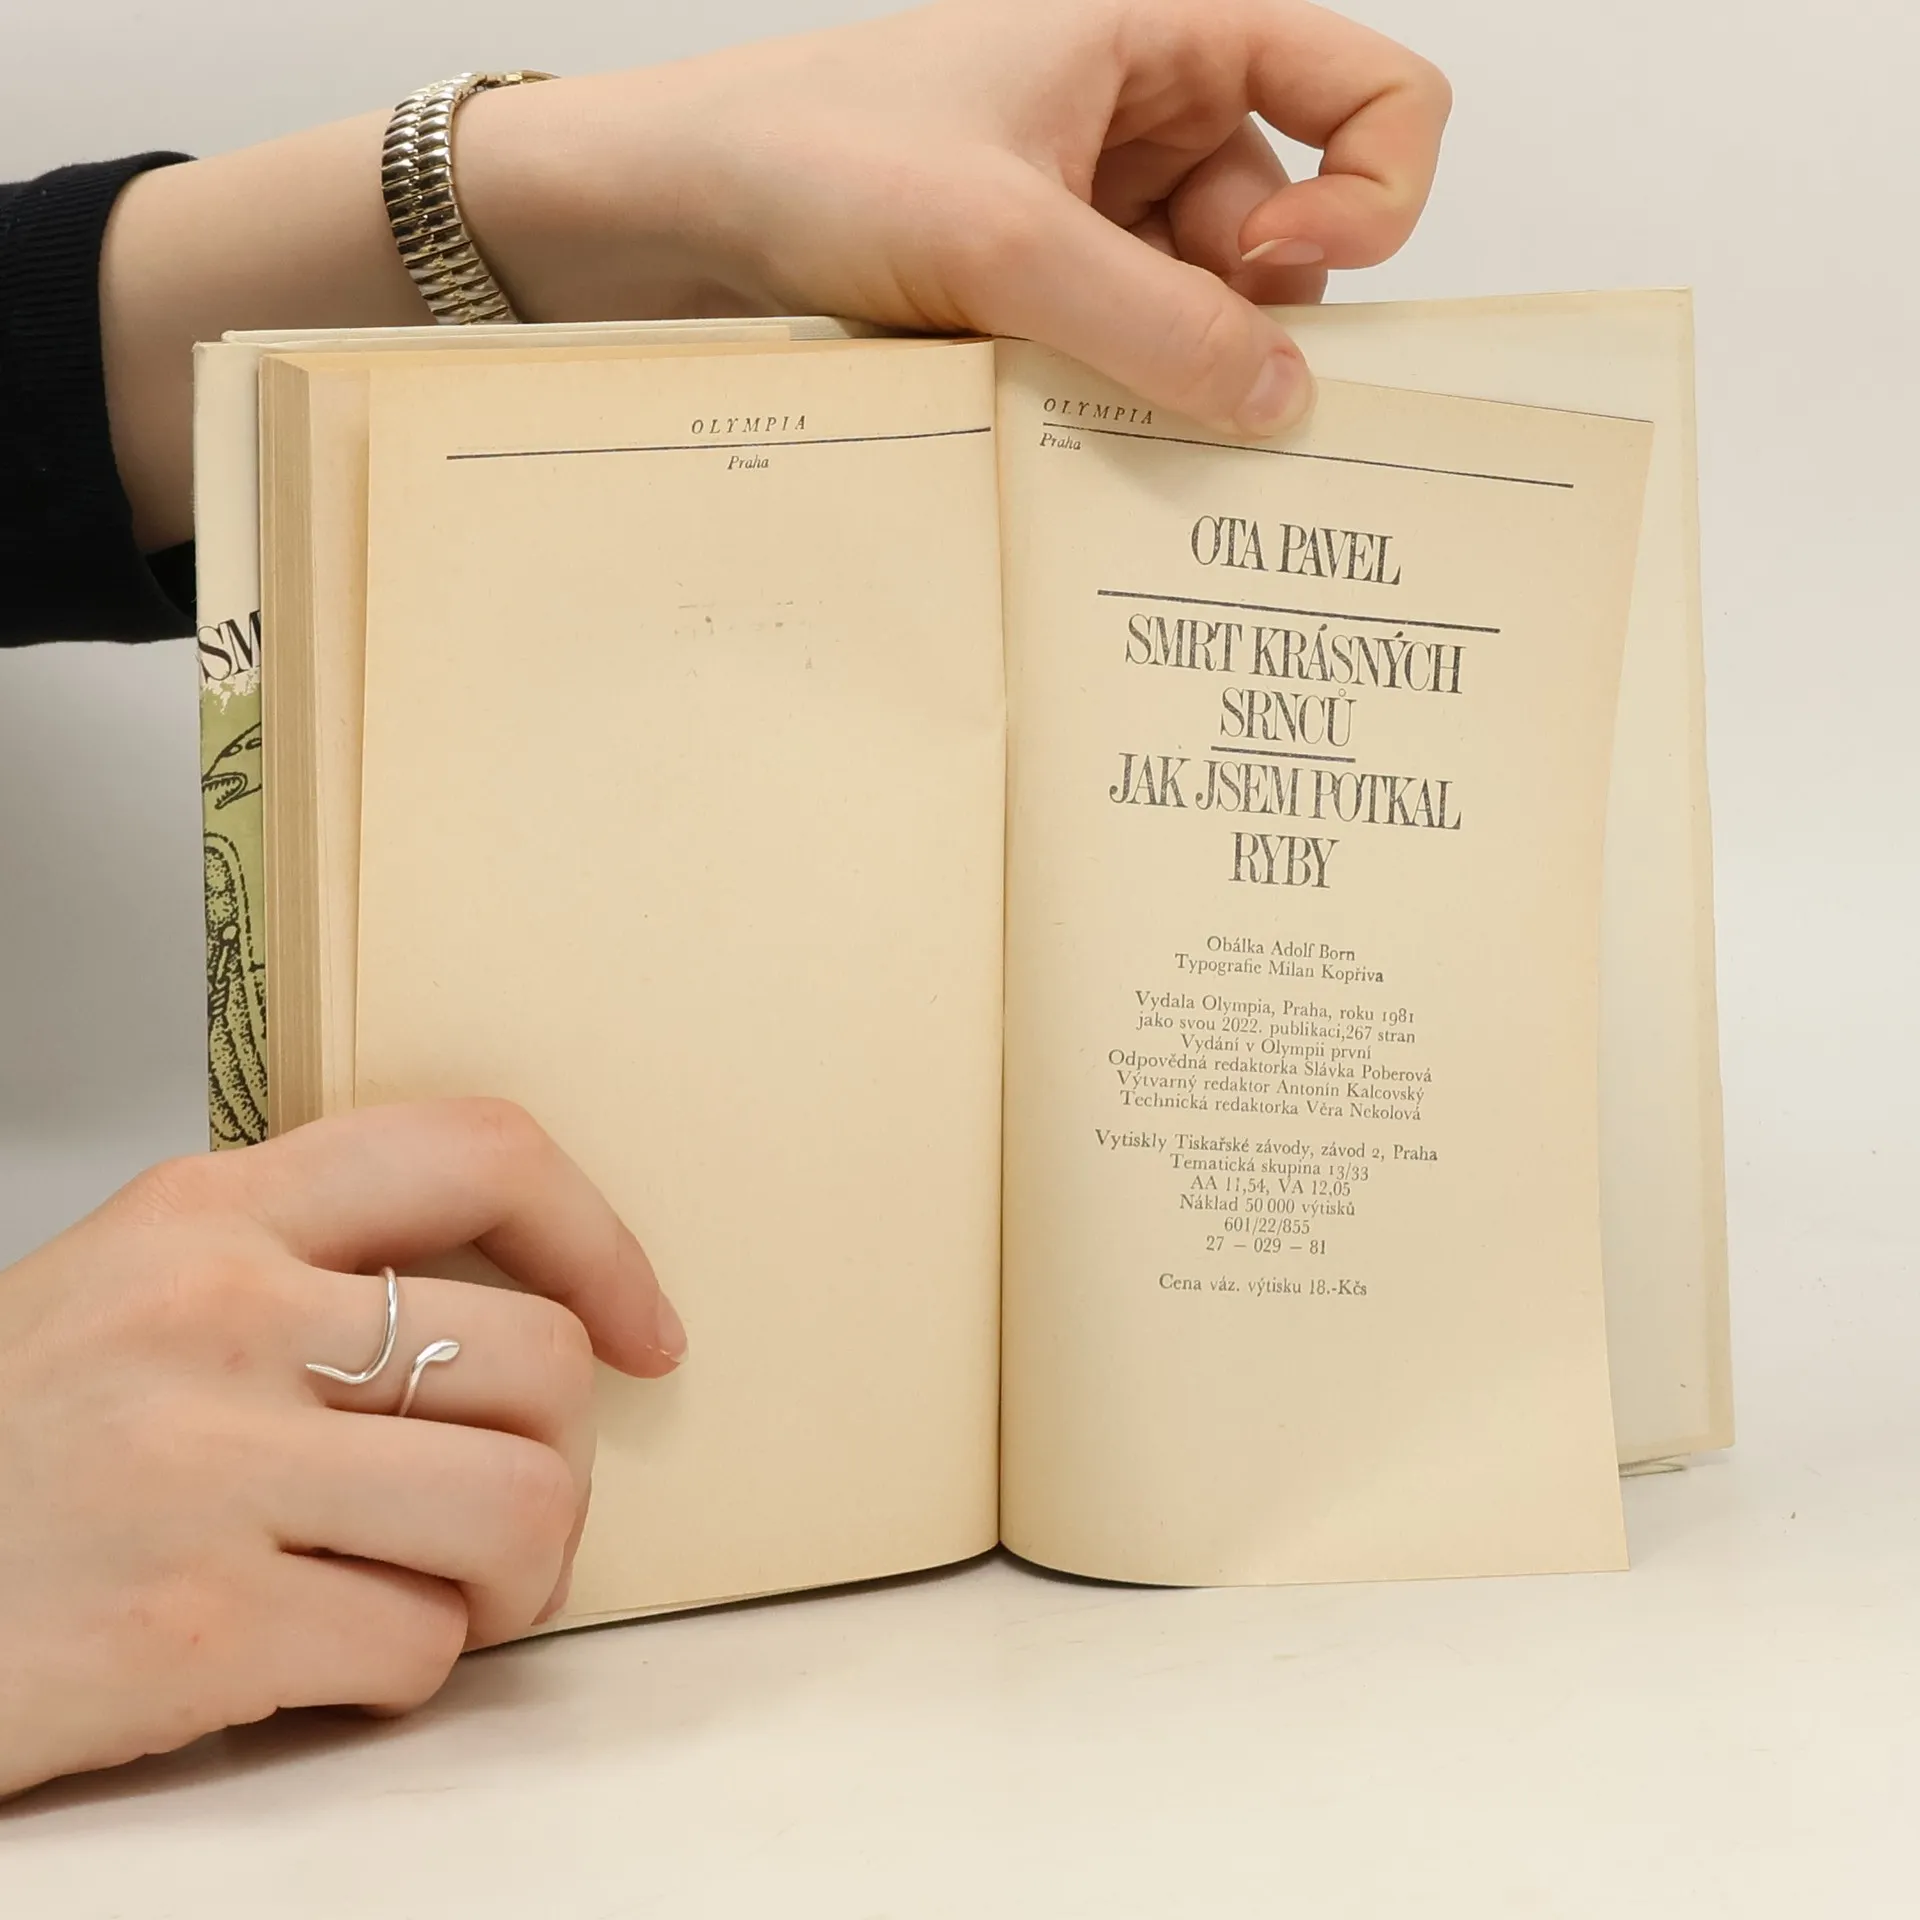 SM
OLYMPIA
Praha
OLYMPIA
Praha
OTA PAVEL
SMRT KRÁSNÝCH
SRNCŮ
JAK JSEM POTKAL
RYBY
Obálka Adolf Born
Typografie Milan Kopřiva
Vydala Olympia, Praha, roku 1981
jako svou 2022. publikaci,267 stran
Vydání v Olympii první
Odpovědná redaktorka Slávka Poberová
Výtvarný redaktor Antonín Kalcovský
Technická redaktorka Věra Nekolová
Vytiskly Tiskařské závody, závod 2, Praha
Tematická skupina 13/33
AA 11,54, VA 12,05
Náklad 50 000 výtisků
601/22/855
27 – 029 – 81
Cena váz. výtisku 18.-Kčs